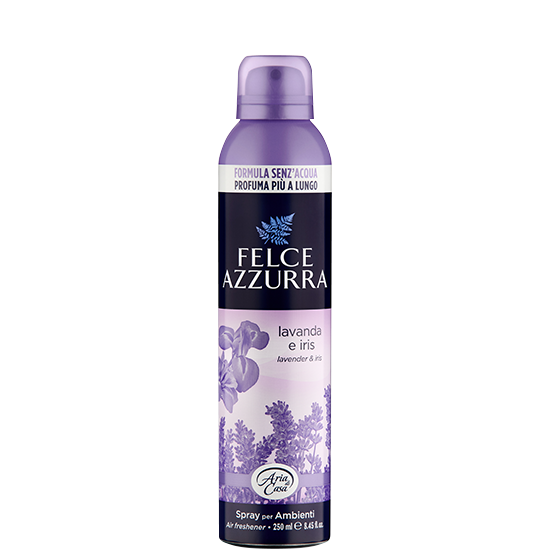 FORMULA SENZ'ACQUA
PROFUMA PIÙ A LUNGO
FELCE
AZZURRA
lavanda
e iris
lavender & iris
Aria di
Casa
Spray per Ambienti
Air freshener • 250 ml ℮ 8.45 fl. oz.